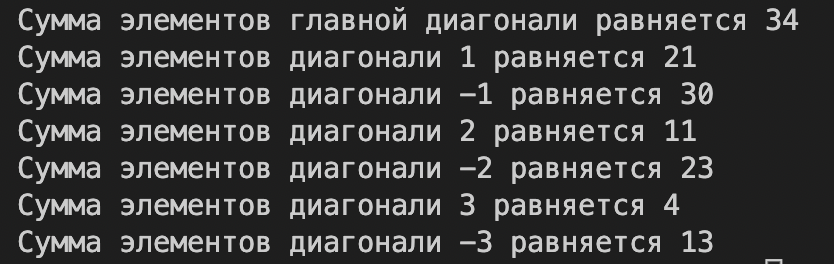 Сумма элементов главной диагонали равняется 34
Сумма элементов диагонали 1 равняется 21
Сумма элементов диагонали -1 равняется 30
Сумма элементов диагонали 2 равняется 11
Сумма элементов диагонали -2 равняется 23
Сумма элементов диагонали 3 равняется 4
Сумма элементов диагонали -3 равняется 13